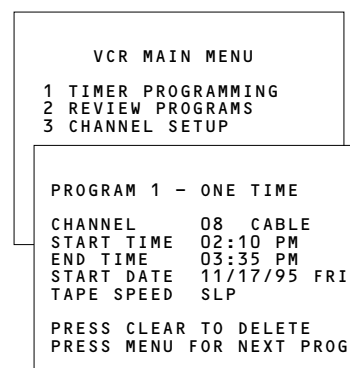 VCR MAIN MENU
1 TIMER PROGRAMMING
2 REVIEW PROGRAMS
3 CHANNEL SETUP
PROGRAM 1 – ONE TIME
CHANNEL 08 CABLE
START TIME 02:10 PM
END TIME 03:35 PM
START DATE 11/17/95 FRI
TAPE SPEED SLP
PRESS CLEAR TO DELETE
PRESS MENU FOR NEXT PROG